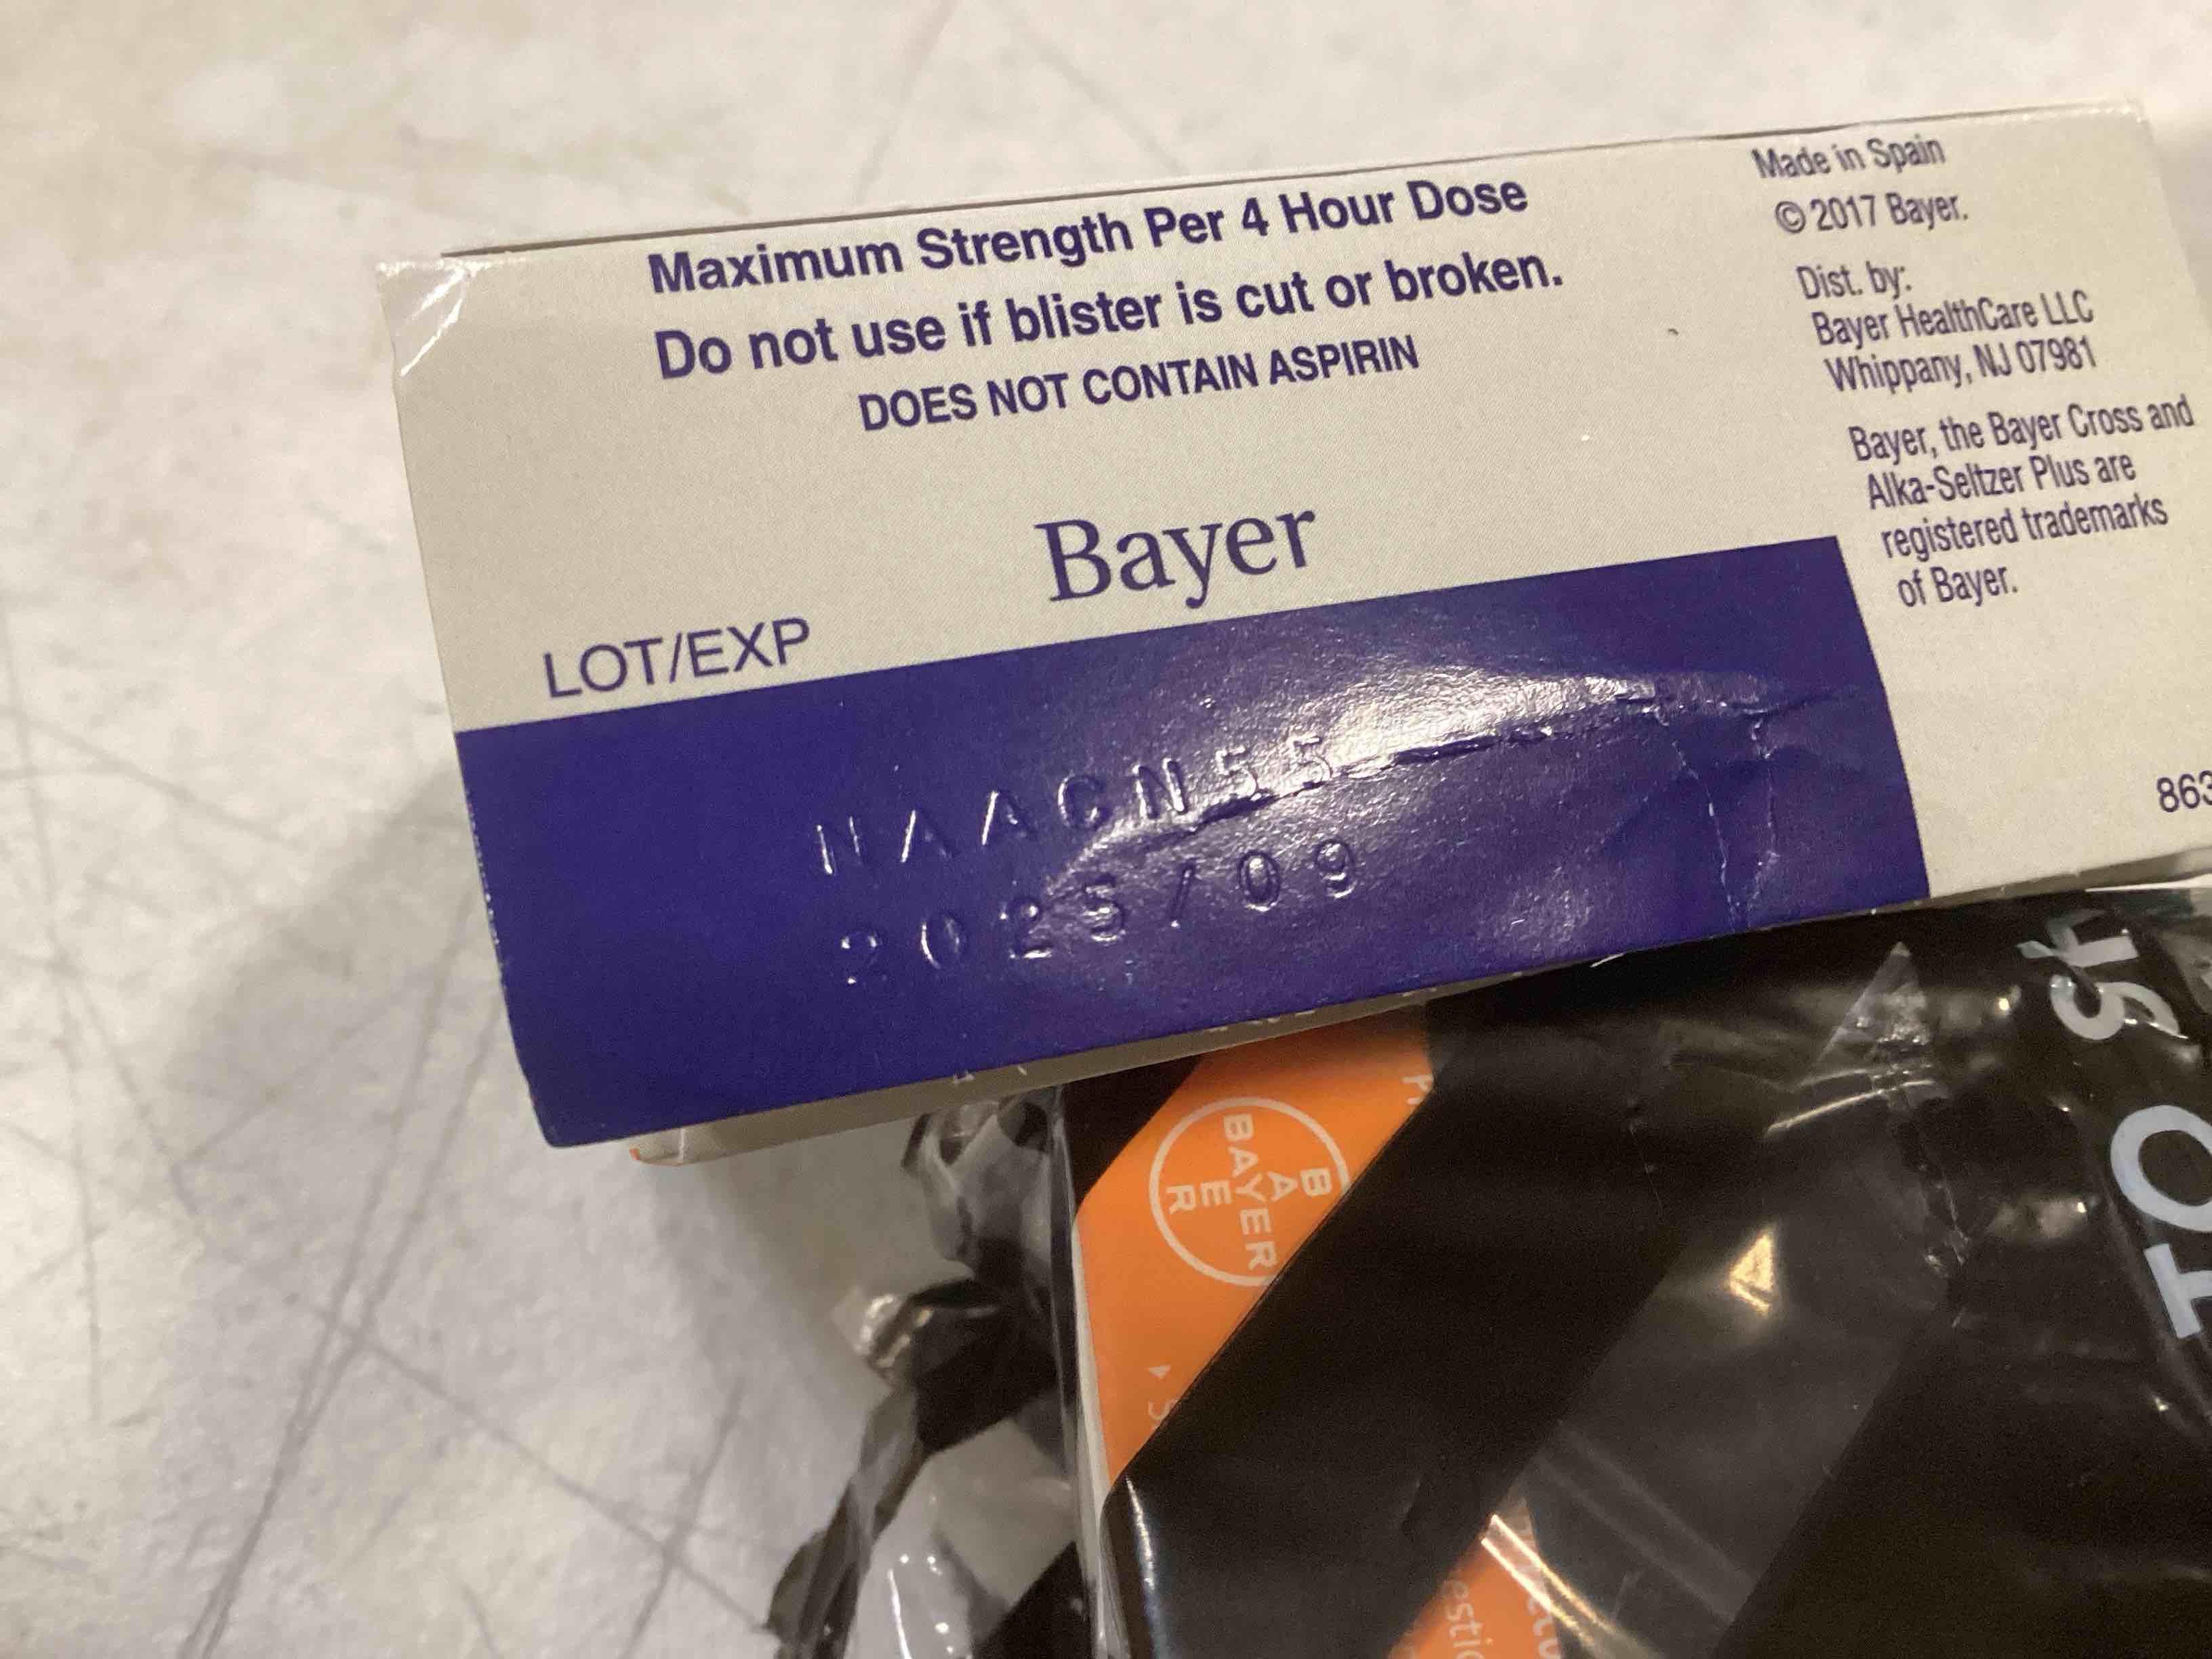 Maximum Strength Per 4 Hour Dose
Do not use if blister is cut or broken.
DOES NOT CONTAIN ASPIRIN
Bayer
LOT/EXP
NAACN55
2025/09
Made in Spain
© 2017 Bayer.
Dist. by:
Bayer HealthCare LLC
Whippany, NJ 07981
Bayer, the Bayer Cross and
Alka-Seltzer Plus are
registered trademarks
of Bayer.
863
BAYER
BAYER
TO